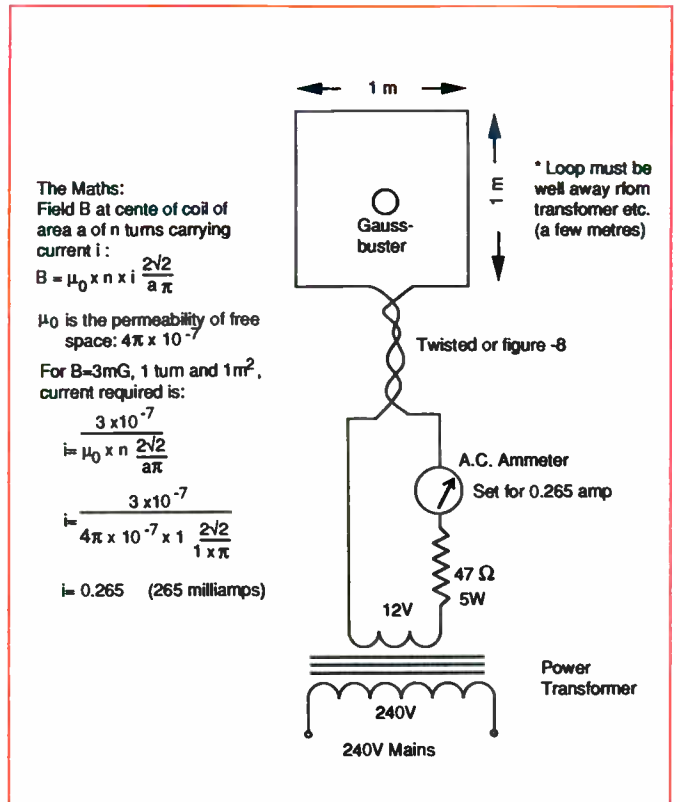 1 m
1 m
* Loop must be
well away rlom
transfomer etc.
(a few metres)
Gauss-
buster
The Maths:
Field B at cente of coil of
area a of n turns carrying
current i :
B = μ0 x n x i 2√2 / a π
μ0 is the permeability of free
space: 4π x 10-7
For B=3mG, 1 turn and 1m2,
current required is:
i= 3 x10-7 / μ0 x n 2√2 / aπ
i= 3 x10-7 / 4π x 10-7 x 1 2√2 / 1 x π
i= 0.265 (265 milliamps)
Twisted or figure -8
A.C. Ammeter
Set for 0.265 amp
47 Ω
5W
12V
Power
Transformer
240V
240V Mains